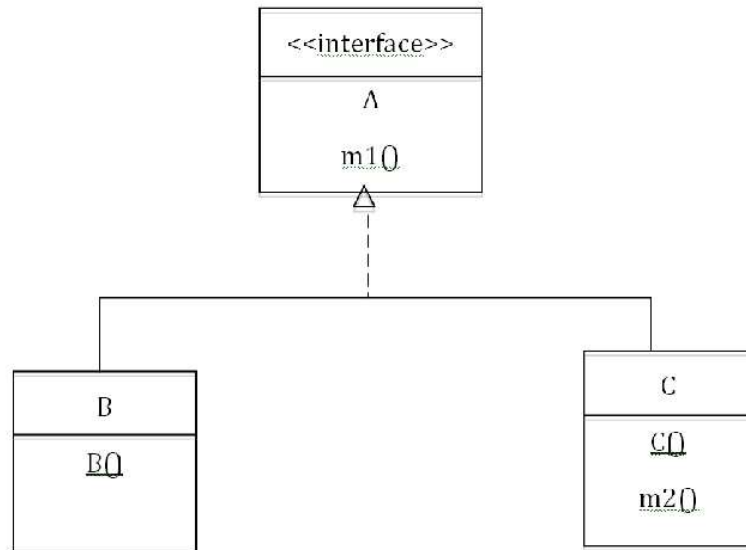 <<interface>>
A
m1()
B
B()
C
C()
m2()